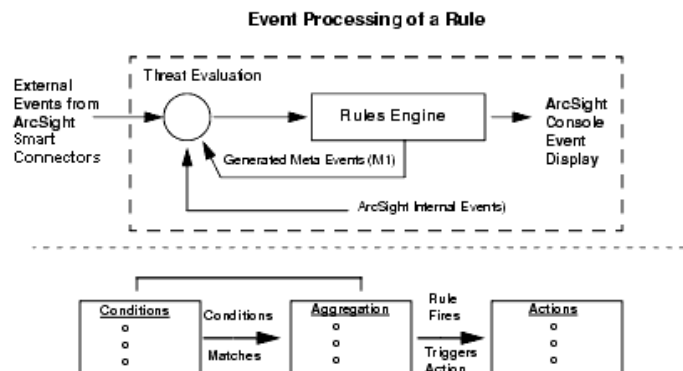 Event Processing of a Rule
Threat Evaluation
External
Events from
ArcSight
Smart
Connectors
Rules Engine
ArcSight
Console
Event
Display
Generated Meta Events (M1)
ArcSight Internal Events)
Conditions
Conditions
Matches
Aggregation
Rule
Fires
Triggers
Action
Actions